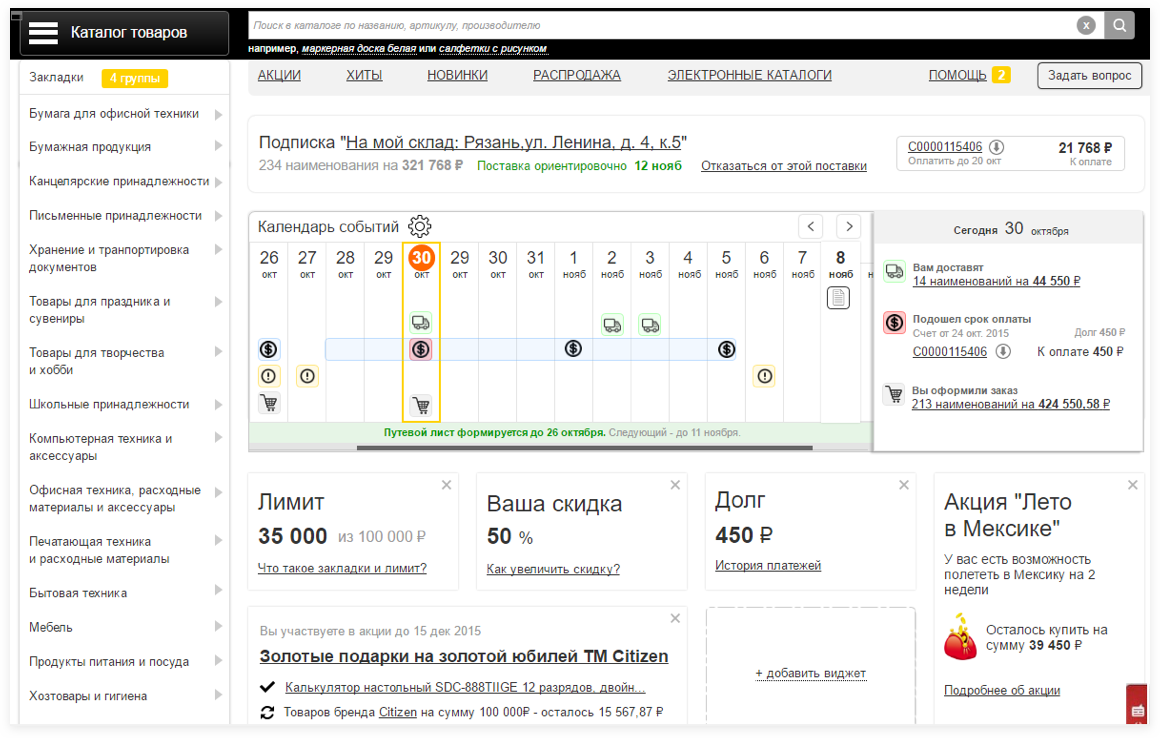 Каталог товаров
Поиск в каталоге по названию, артикулу, производителю
например, маркерная доска белая или салфетки с рисунком
Закладки 4 группы
Бумага для офисной техники
Бумажная продукция
Канцелярские принадлежности
Письменные принадлежности
Хранение и транпортировка
документов
Товары для праздника и
сувениры
Товары для творчества
и хобби
Школьные принадлежности
Компьютерная техника и
аксессуары
Офисная техника, расходные
материалы и аксессуары
Печатающая техника
и расходные материалы
Бытовая техника
Мебель
Продукты питания и посуда
Хозтовары и гигиена
АКЦИИ ХИТЫ НОВИНКИ РАСПРОДАЖА ЭЛЕКТРОННЫЕ КАТАЛОГИ ПОМОЩЬ 2 Задать вопрос
Подписка "На мой склад: Рязань,ул. Ленина, д. 4, к.5"
234 наименования на 321 768 ₽ Поставка ориентировочно 12 нояб Отказаться от этой поставки
С0000115406 21 768 ₽
Оплатить до 20 окт К оплате
Календарь событий
26 27 28 29 30 29 30 31 1 2 3 4 5 6 7 8
окт окт окт окт окт окт окт окт нояб нояб нояб нояб нояб нояб нояб нояб н
Путевой лист формируется до 26 октября. Следующий - до 11 ноября.
Сегодня 30 октября
Вам доставят
14 наименований на 44 550 ₽
Подошел срок оплаты
Счет от 24 окт. 2015 Долг 450 ₽
С0000115406 К оплате 450 ₽
Вы оформили заказ
213 наименований на 424 550,58 ₽
Лимит
35 000 из 100 000 ₽
Что такое закладки и лимит?
Ваша скидка
50 %
Как увеличить скидку?
Долг
450 ₽
История платежей
Акция "Лето
в Мексике"
У вас есть возможность
полететь в Мексику на 2
недели
Осталось купить на
сумму 39 450 ₽
Подробнее об акции
Вы участвуете в акции до 15 дек 2015
Золотые подарки на золотой юбилей ТМ Citizen
Калькулятор настольный SDC-888TIIGE 12 разрядов, двойн...
Товаров бренда Citizen на сумму 100 000₽ - осталось 15 567,87 ₽
+ добавить виджет